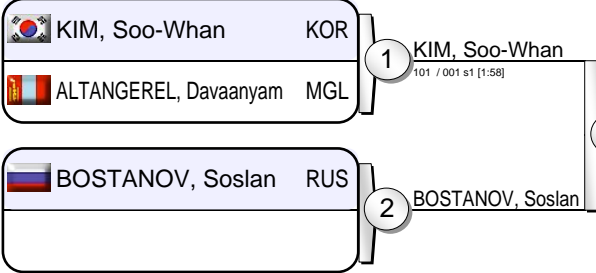 KIM, Soo-Whan KOR
ALTANGEREL, Davaanyam MGL
1
KIM, Soo-Whan
101 / 001 s1 [1:58]
BOSTANOV, Soslan RUS
2
BOSTANOV, Soslan